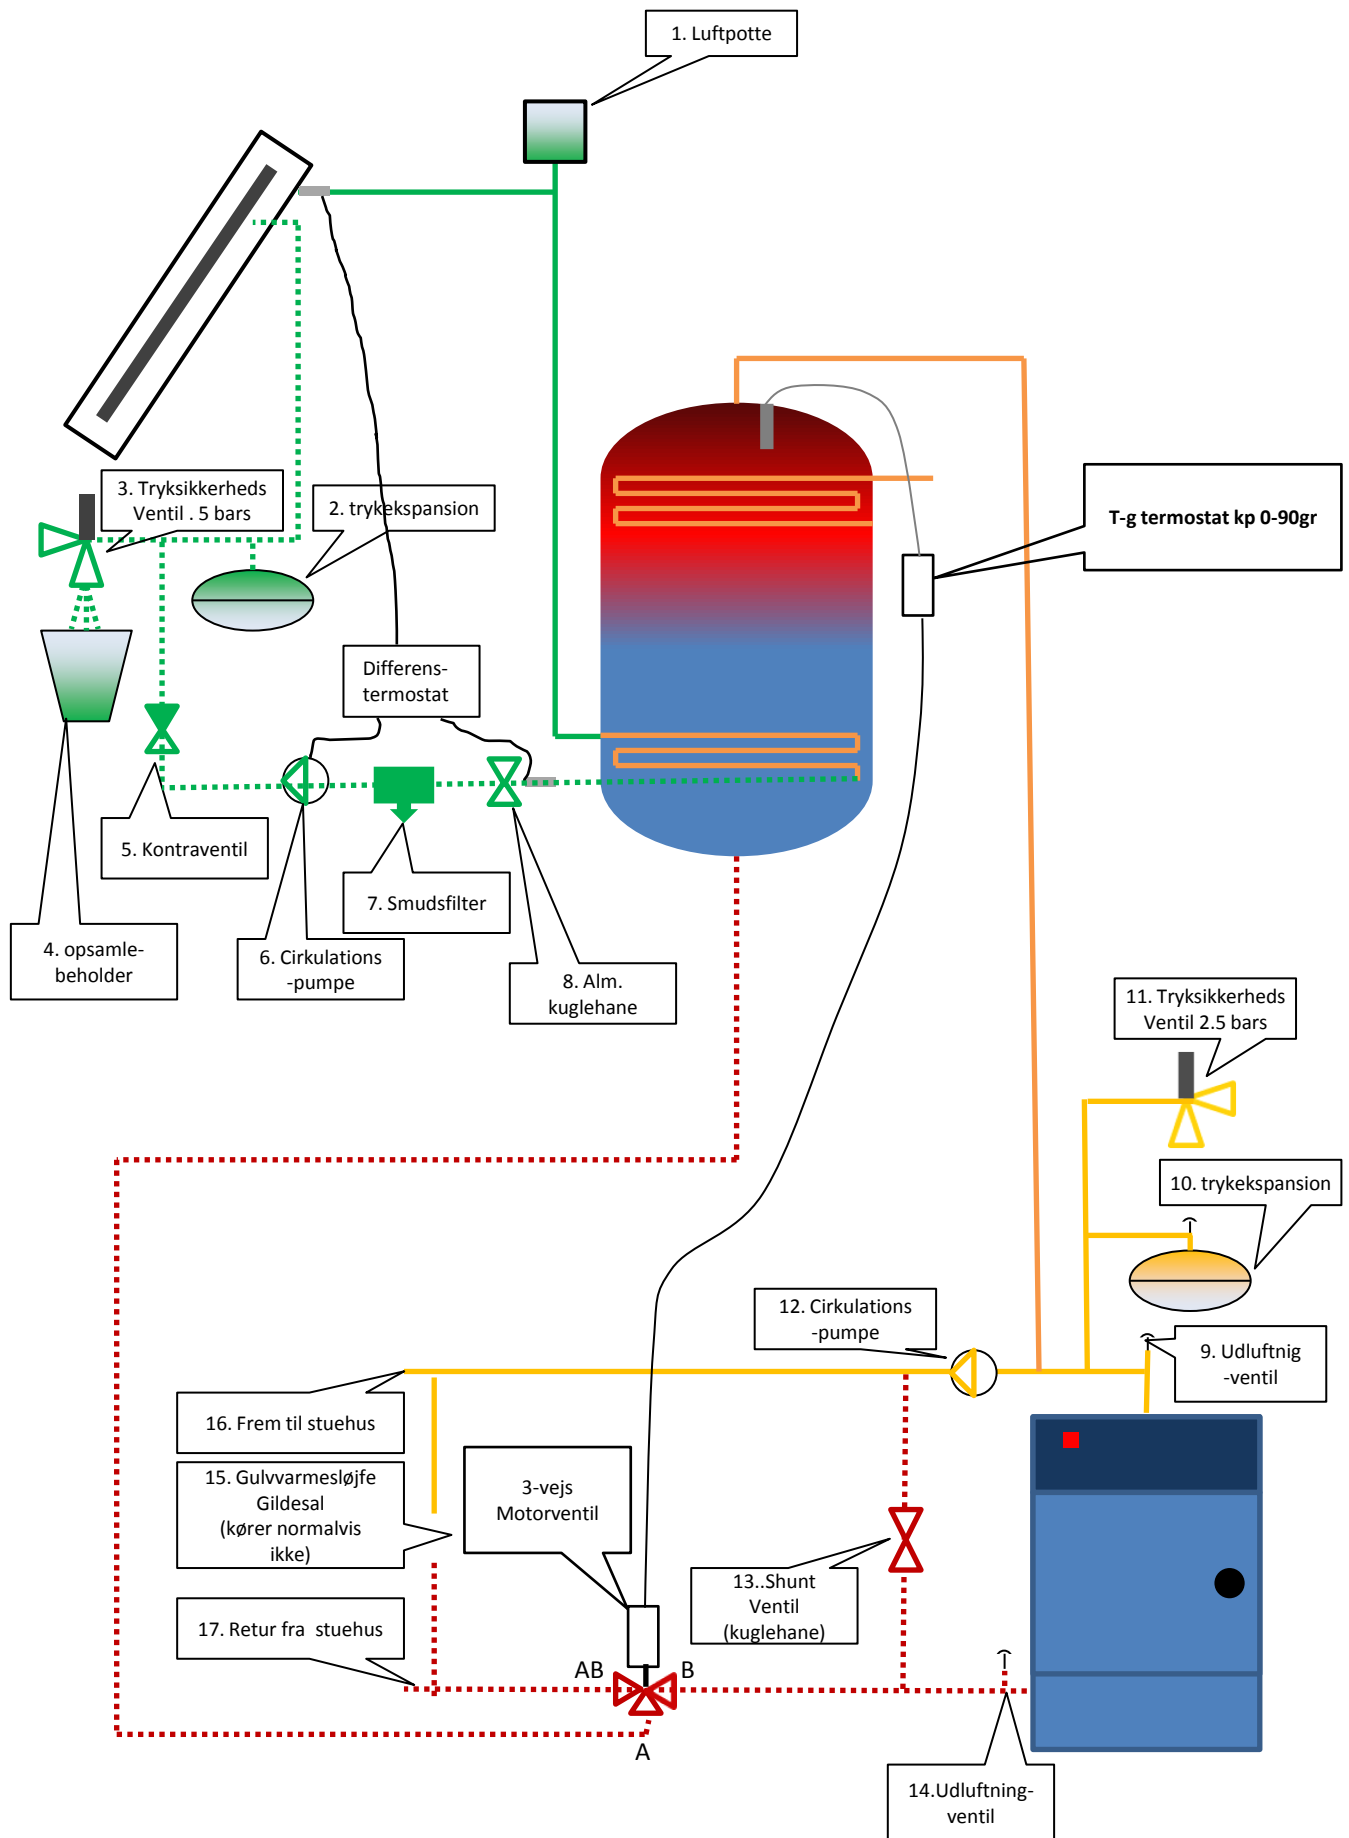 1. Luftpotte
3. Tryksikkerheds
Ventil . 5 bars
2. trykekspansion
T-g termostat kp 0-90gr
Differens-
termostat
5. Kontraventil
7. Smudsfilter
4. opsamle-
beholder
6. Cirkulations
-pumpe
8. Alm.
kuglehane
11. Tryksikkerheds
Ventil 2.5 bars
10. trykekspansion
12. Cirkulations
-pumpe
9. Udluftnig
-ventil
16. Frem til stuehus
15. Gulvvarmesløjfe
Gildesal
(kører normalvis
ikke)
3-vejs
Motorventil
13..Shunt
Ventil
(kuglehane)
17. Retur fra  stuehus
AB
B
A
14.Udluftning-
ventil